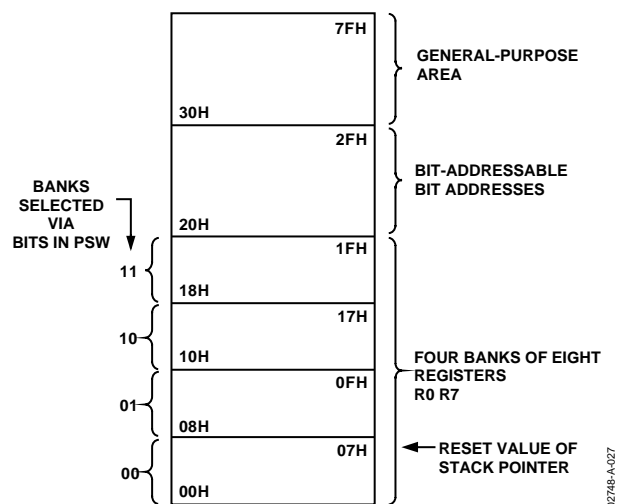 7FH
GENERAL-PURPOSE
AREA
30H
2FH
BIT-ADDRESSABLE
BIT ADDRESSES
BANKS
SELECTED
VIA
BITS IN PSW
20H
1FH
11
18H
17H
10
10H
FOUR BANKS OF EIGHT
REGISTERS
R0 R7
0FH
01
08H
07H
RESET VALUE OF
STACK POINTER
00
00H
02748-A-027